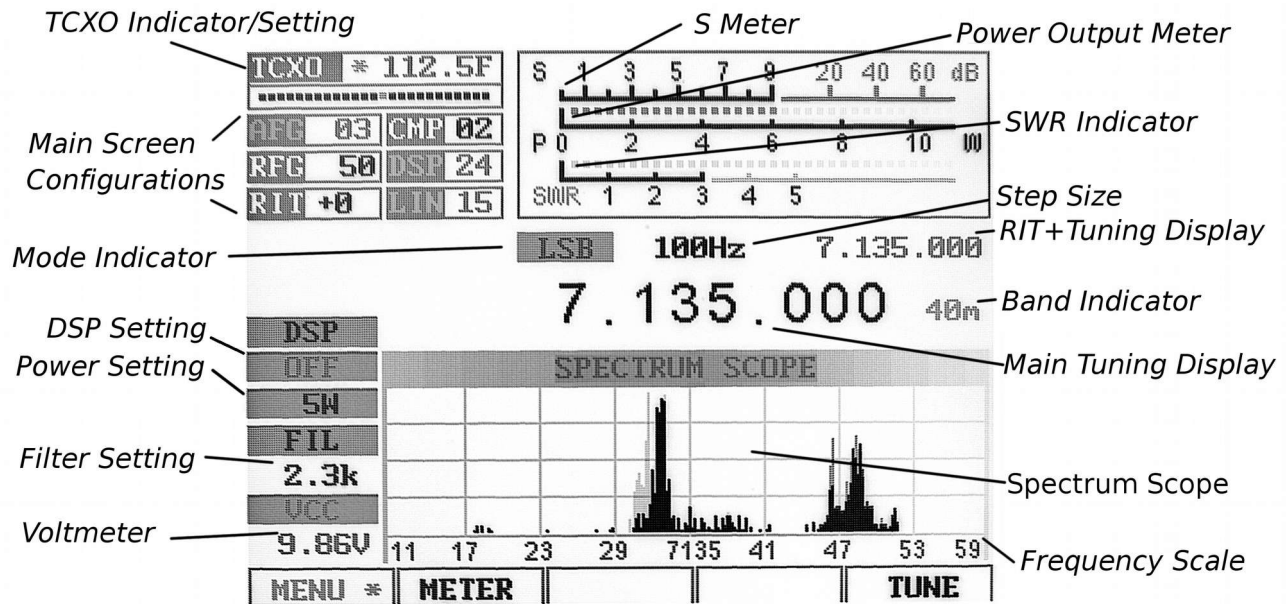 TCXO Indicator/Setting
S Meter
Power Output Meter
TCXO * 112.5F
S 1 3 5 7 9 20 40 60 dB
AFG 03 CMP 02
P 0 2 4 6 8 10 W
SWR Indicator
Main Screen
Configurations
RFG 50 DSP 24
RIT +0 LIN 15
SWR 1 2 3 4 5
Step Size
RIT+Tuning Display
Mode Indicator
LSB 100Hz 7.135.000
7.135.000 40m
Band Indicator
DSP Setting
DSP
Main Tuning Display
Power Setting
OFF
SPECTRUM SCOPE
5W
FIL
Filter Setting
2.3k
Spectrum Scope
VCC
Voltmeter
9.86V
11 17 23 29 7135 41 47 53 59
Frequency Scale
MENU * METER TUNE